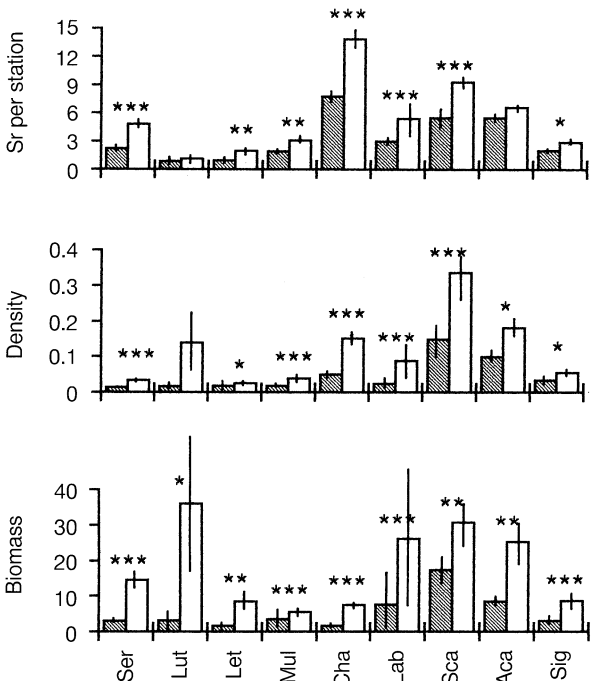 Sr per station
15
12
9
6
3
0
*** ** ** *** *** *** *
Density
0.4
0.3
0.2
0.1
0
*** * *** *** *** *** * *
Biomass
40
30
20
10
0
*** * ** *** *** *** ** ** ***
Ser Lut Let Mul Cha Lab Sca Aca Sig